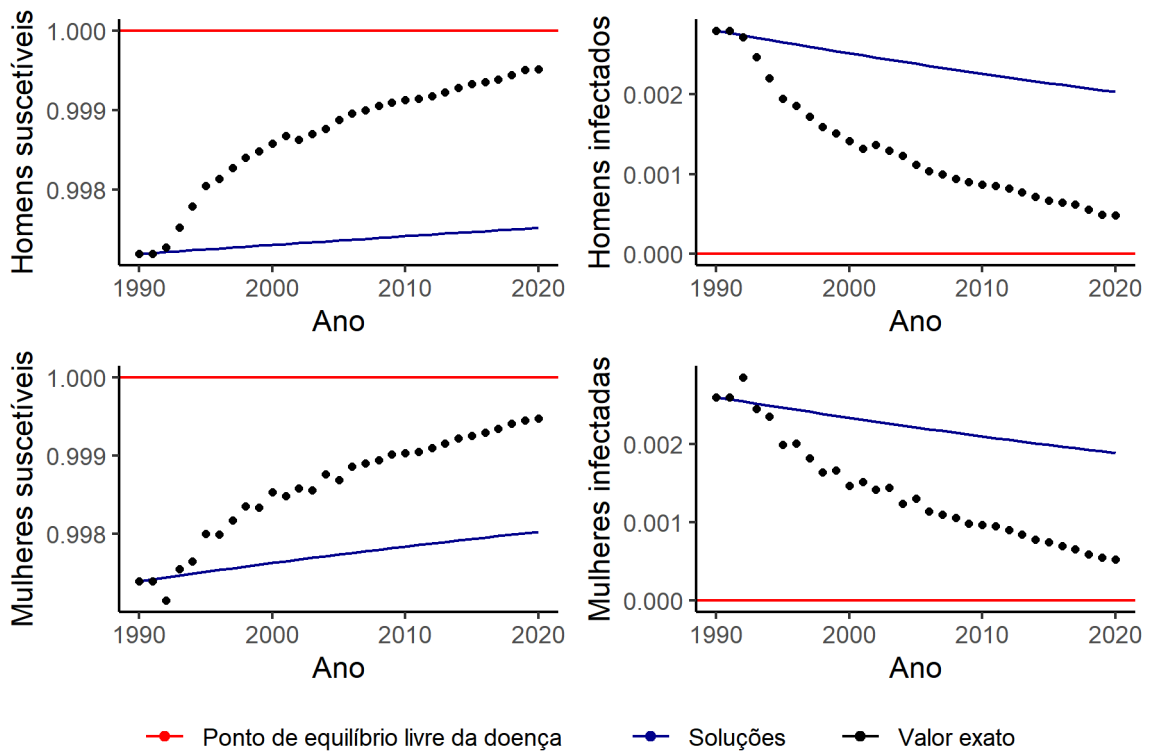 Homens suscetíveis
1.000
0.999
0.998
1990 2000 2010 2020
Ano
Homens infectados
0.002
0.001
0.000
1990 2000 2010 2020
Ano
Mulheres suscetíveis
1.000
0.999
0.998
1990 2000 2010 2020
Ano
Mulheres infectadas
0.002
0.001
0.000
1990 2000 2010 2020
Ano
Ponto de equilíbrio livre da doença Soluções Valor exato